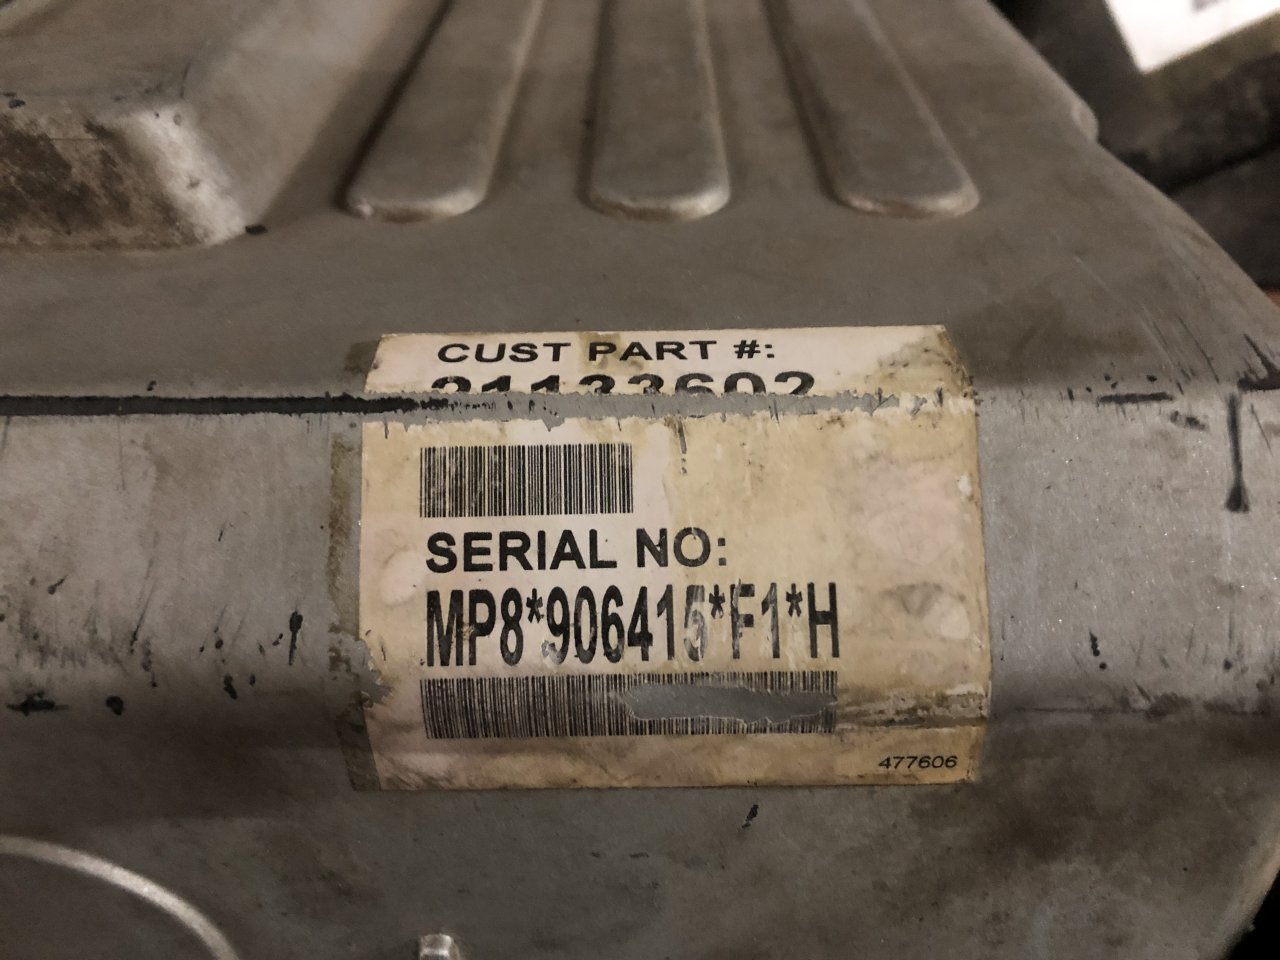 CUST PART #:
SERIAL NO:
MP8*906415*F1*H
477606